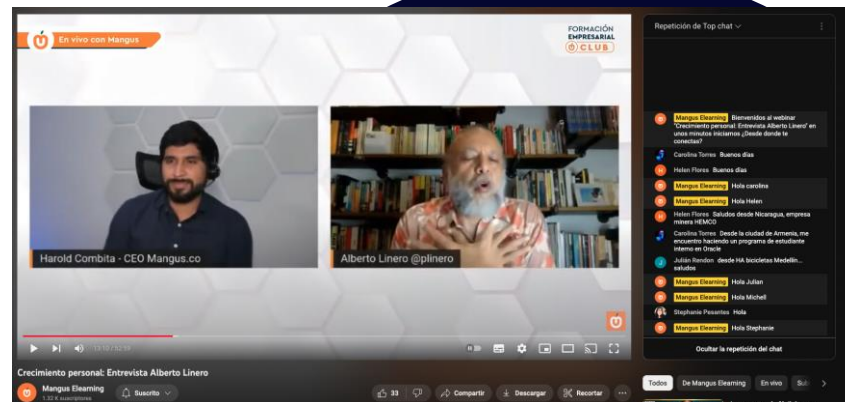 En vivo con Mangus
FORMACIÓN
EMPRESARIAL
CLUB
Harold Combita - CEO Mangus.co
Alberto Linero @plinero
Crecimiento personal: Entrevista Alberto Linero
Mangus Elearning
1.32 K suscriptores
Suscrito
33
Compartir
Descargar
Recortar
Repetición de Top chat
Mangus Elearning Bienvenidos al webinar
"Crecimiento personal: Entrevista Alberto Linero" en
unos minutos iniciamos ¿Desde donde te
conectas?
Carolina Torres Buenos días
Helen Flores Buenos días
Mangus Elearning Hola carolina
Mangus Elearning Hola Helen
Helen Flores Saludos desde Nicaragua, empresa
minera HEMCO
Carolina Torres Desde la ciudad de Armenia, me
encuentro haciendo un programa de estudiante
interno en Oracle
Julián Rendon desde HA bicicletas Medellín...
saludos
Mangus Elearning Hola Julian
Mangus Elearning Hola Michell
Stephanie Pesantes Hola
Mangus Elearning Hola Stephanie
Ocultar la repetición del chat
Todos
De Mangus Elearning
En vivo